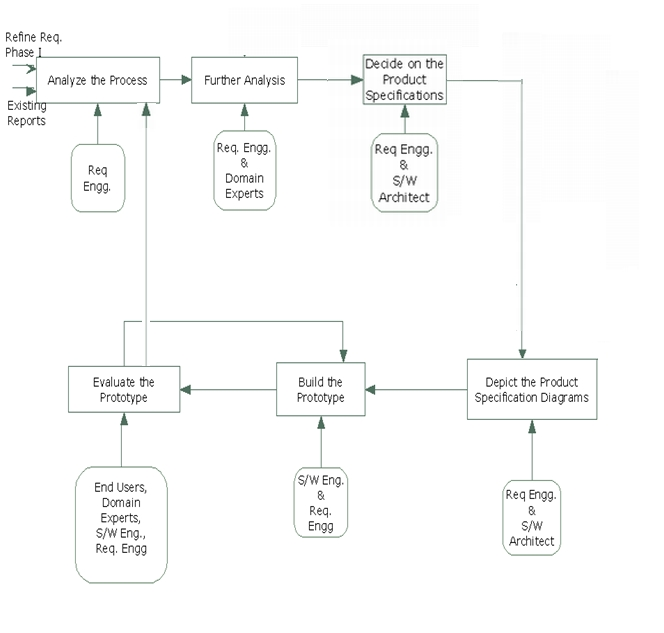 Refine Req.
Phase I
Existing
Reports
Analyze the Process
Further Analysis
Decide on the
Product
Specifications
Req
Engg.
Req. Engg.
&
Domain
Experts
Req Engg.
&
S/W
Architect
Evaluate the
Prototype
Build the
Prototype
Depict the Product
Specification Diagrams
End Users,
Domain
Experts,
S/W Eng.,
Req. Engg
S/W Eng.
&
Req.
Engg
Req Engg.
&
S/W
Architect